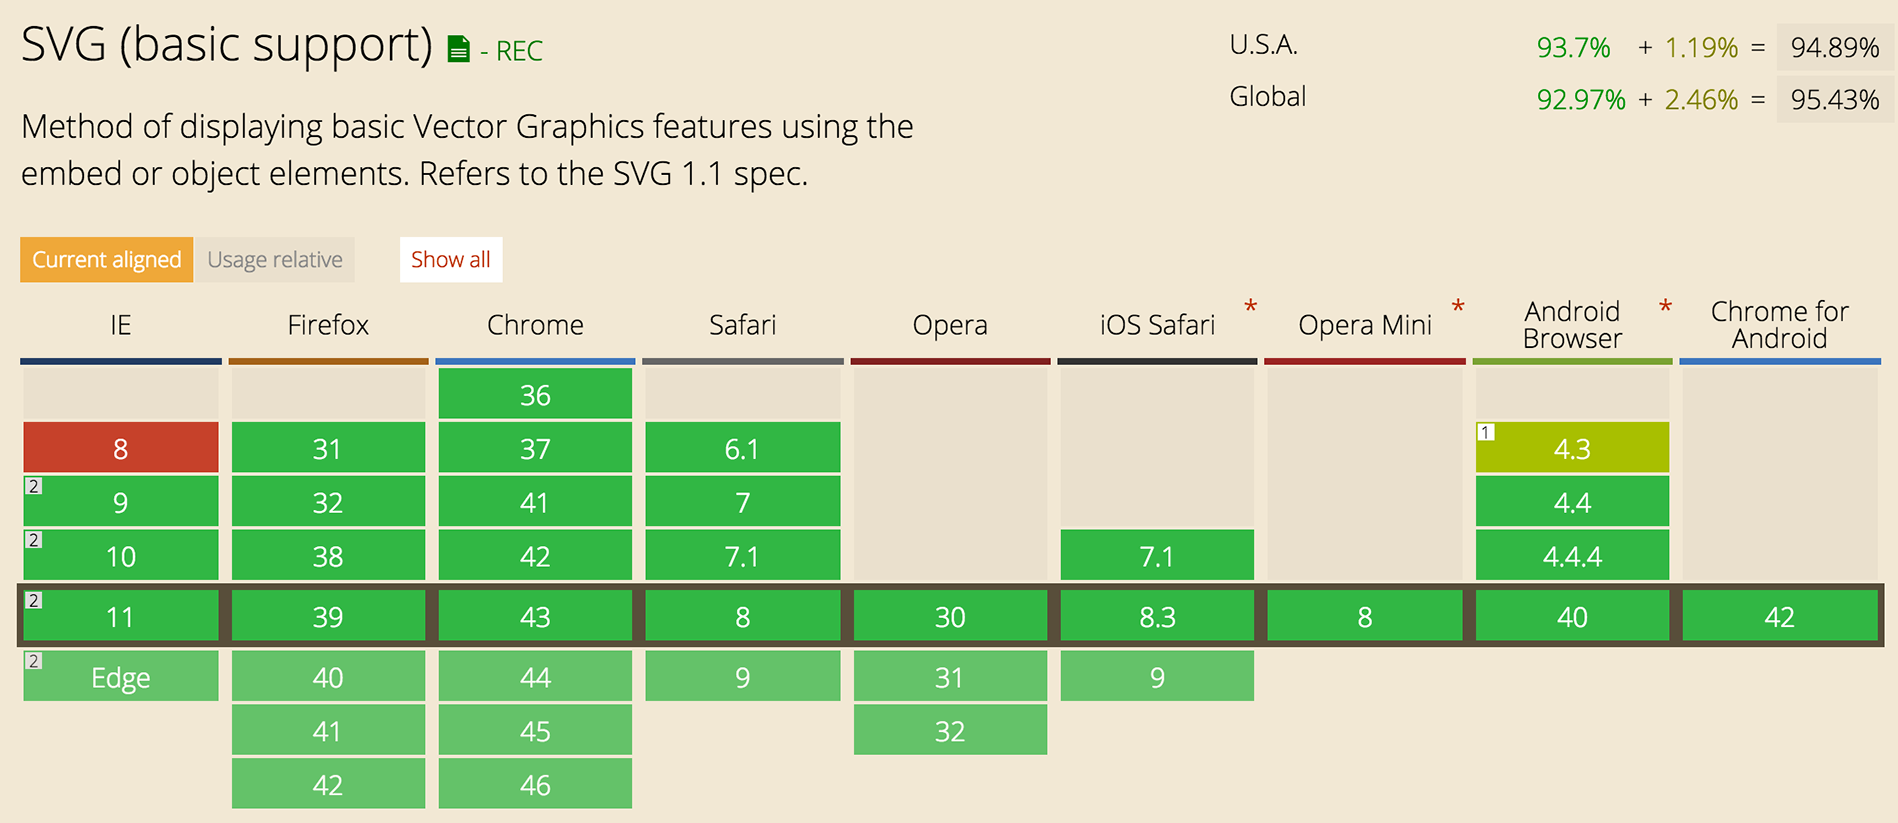 SVG (basic support) - REC
U.S.A. 93.7% + 1.19% = 94.89%
Global 92.97% + 2.46% = 95.43%
Method of displaying basic Vector Graphics features using the
embed or object elements. Refers to the SVG 1.1 spec.
Current aligned Usage relative Show all
IE Firefox Chrome Safari Opera iOS Safari * Opera Mini * Android Browser * Chrome for Android
36
8 31 37 6.1 1 4.3
2 9 32 41 7 4.4
2 10 38 42 7.1 7.1 4.4.4
2 11 39 43 8 30 8.3 8 40 42
2 Edge 40 44 9 31 9
41 45 32
42 46